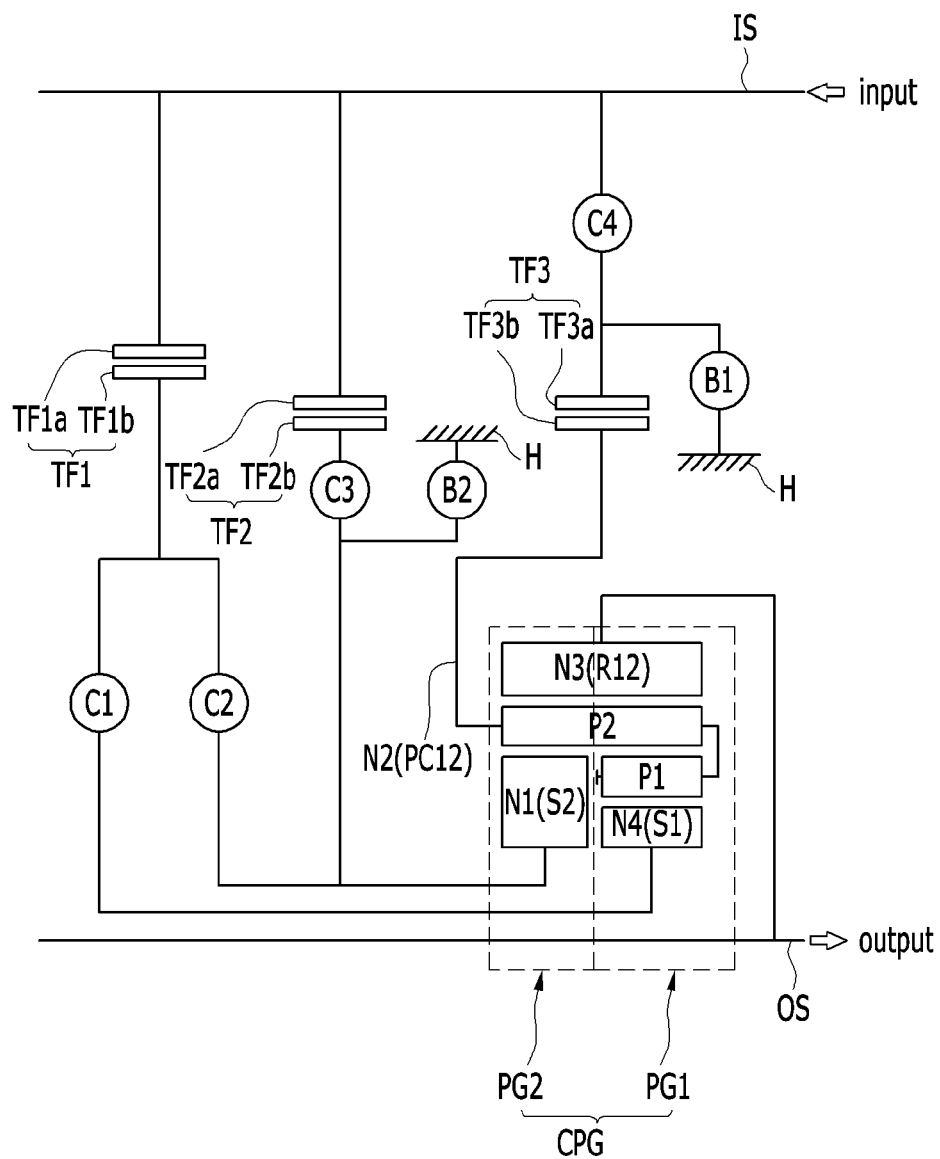 IS
input
C4
TF3
TF3b TF3a
B1
H
TF1a TF1b
TF1
TF2a TF2b
TF2
C3
B2
H
C1
C2
N3(R12)
P2
N2(PC12)
N1(S2)
P1
N4(S1)
output
OS
PG2
PG1
CPG